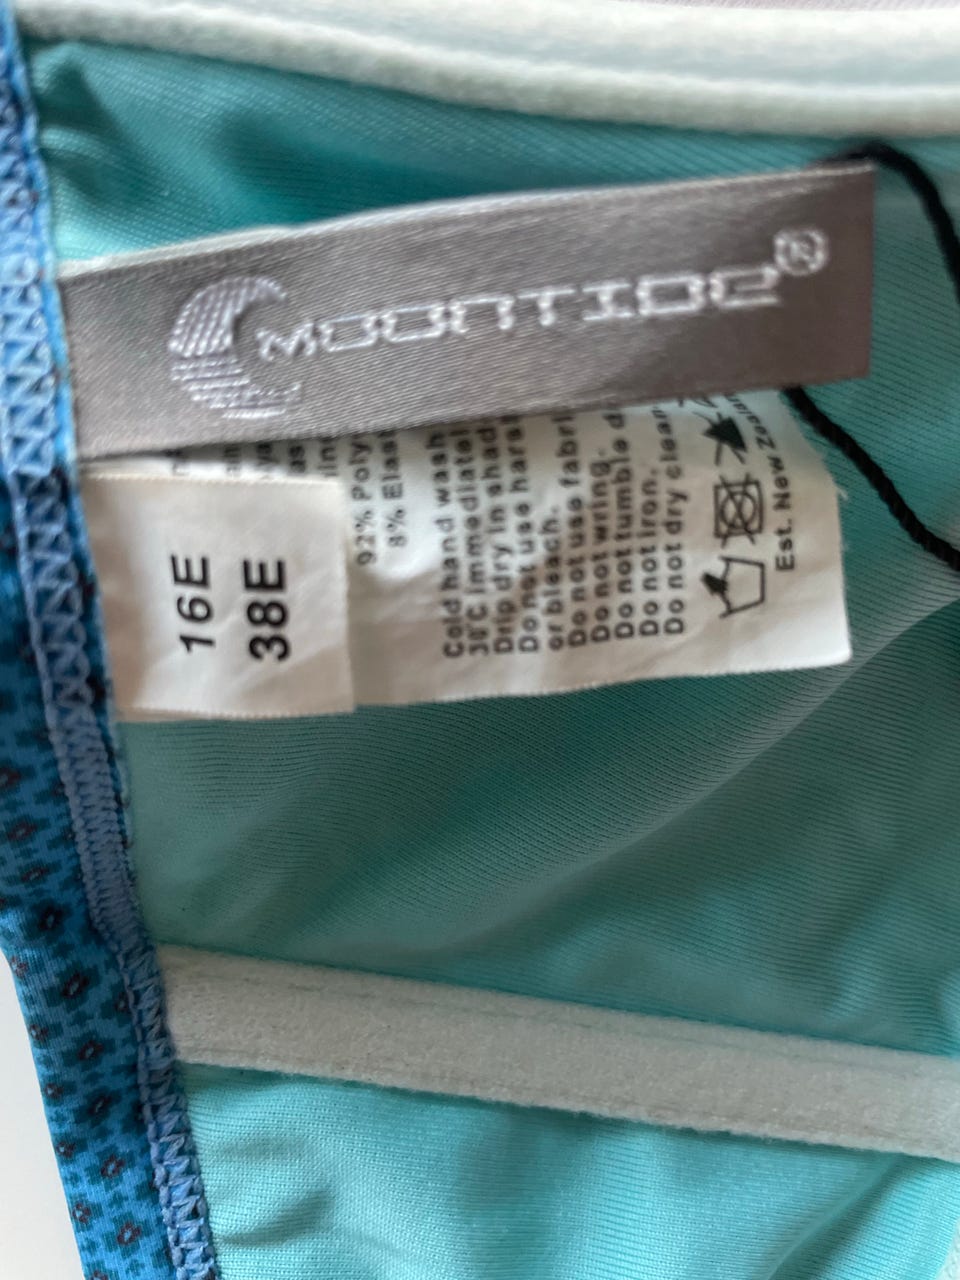 MOONTIDE®
16E
38E
92% Poly
8% Elast
Cold hand wash
30°C immediatel
Drip dry in shad
Do not use harsh
or bleach.
Do not use fabri
Do not wring.
Do not tumble d
Do not iron.
Do not dry clean
Est. New Zealan